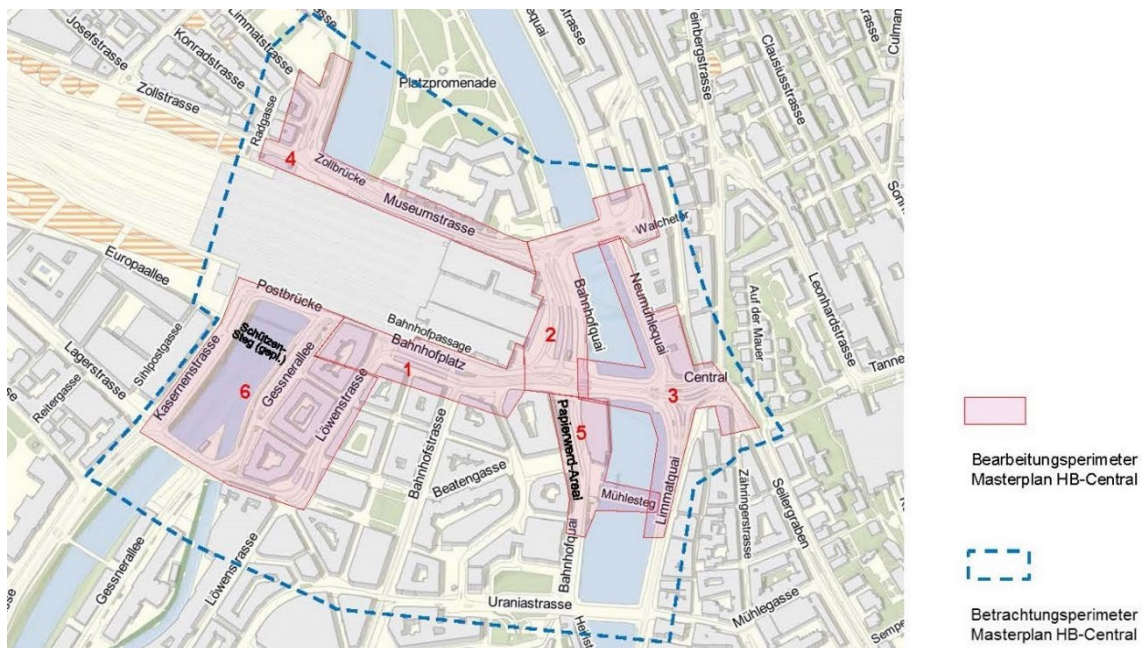 Josefstrasse
Limmatstrasse
Konradstrasse
Zollstrasse
Radgasse
Platzpromenade
Clausiusstrasse
4
Zollbrücke
Museumstrasse
Walchetor
Europaallee
Postbrücke
Bahnhofquai
Neumühlequai
Leonhardstrasse
Auf der Mauer
Schützen-
Steg (gepl.)
Bahnhofpassage
Bahnhofplatz
2
Sihlpostgasse
Lagerstrasse
Reitergasse
Kasernenstrasse
6
Gessnerallee
Löwenstrasse
1
Central
3
Bahnhofstrasse
Beatengasse
Papierwerd-Areal
5
Mühlesteg
Limmatquai
Zähringerstrasse
Seilergraben
Gessnerallee
Löwenstrasse
Bahnhofquai
Uraniastrasse
Mühlegasse
Bearbeitungsperimeter
Masterplan HB-Central
Betrachtungsperimeter
Masterplan HB-Central